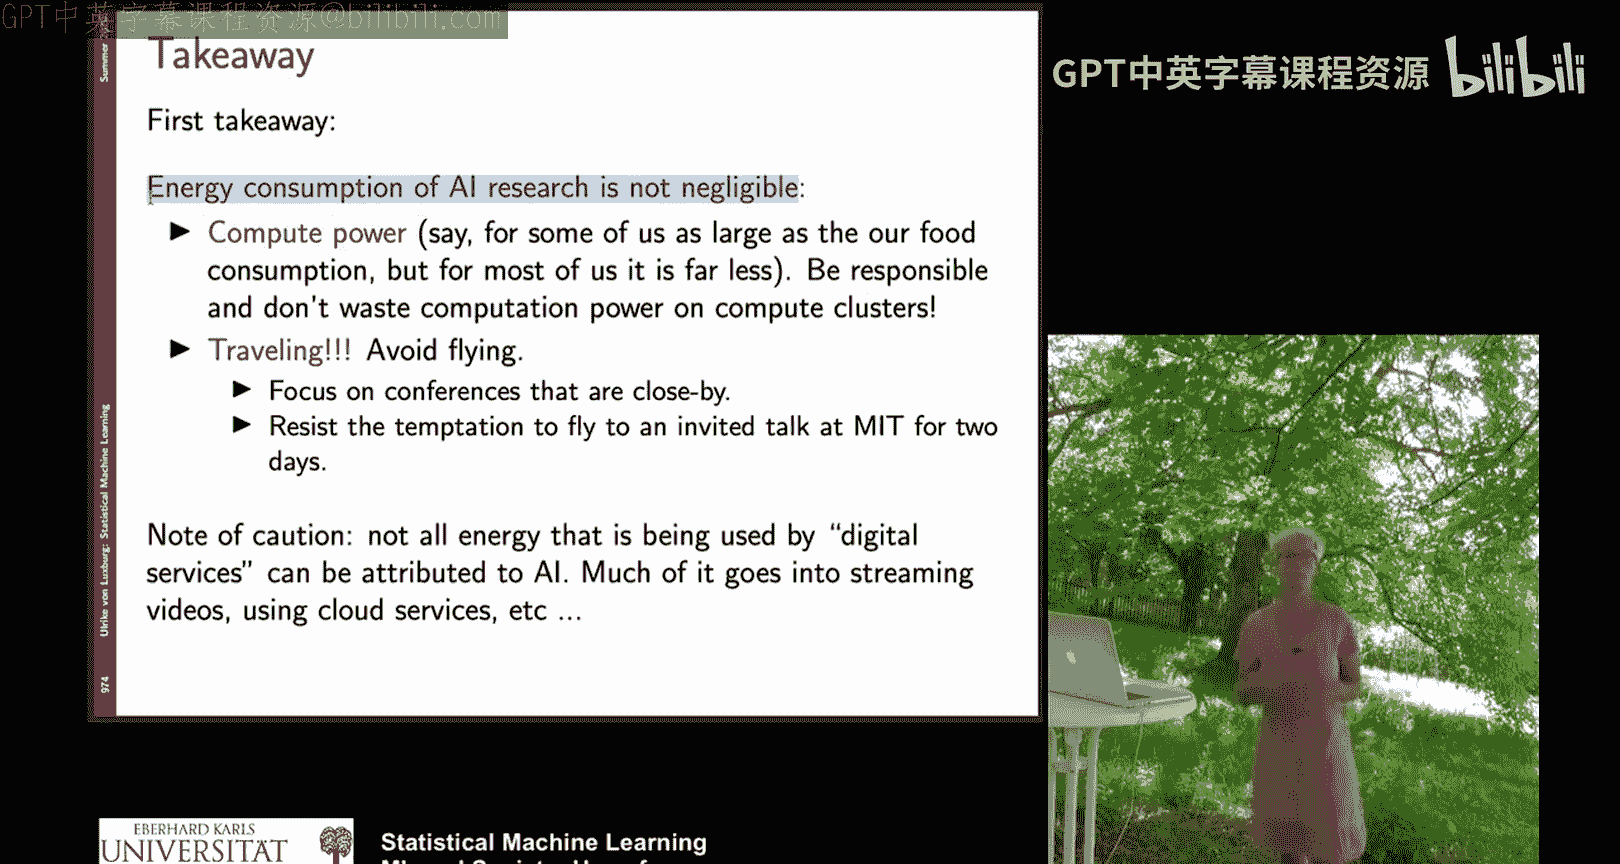 GPT中英字幕课程资源@bilibili.com
GPT中英字幕课程资源 bilibili
Summer
Takeaway
First takeaway:
Energy consumption of AI research is not negligible:
▶ Compute power (say, for some of us as large as the our food
consumption, but for most of us it is far less). Be responsible
and don't waste computation power on compute clusters!
▶ Traveling!!! Avoid flying.
▶ Focus on conferences that are close-by.
▶ Resist the temptation to fly to an invited talk at MIT for two
days.
Note of caution: not all energy that is being used by “digital
services” can be attributed to AI. Much of it goes into streaming
videos, using cloud services, etc ...
Ulrike von Luxburg: Statistical Machine Learning
974
EBERHARD KARLS
UNIVERSITÄT
Statistical Machine Learning